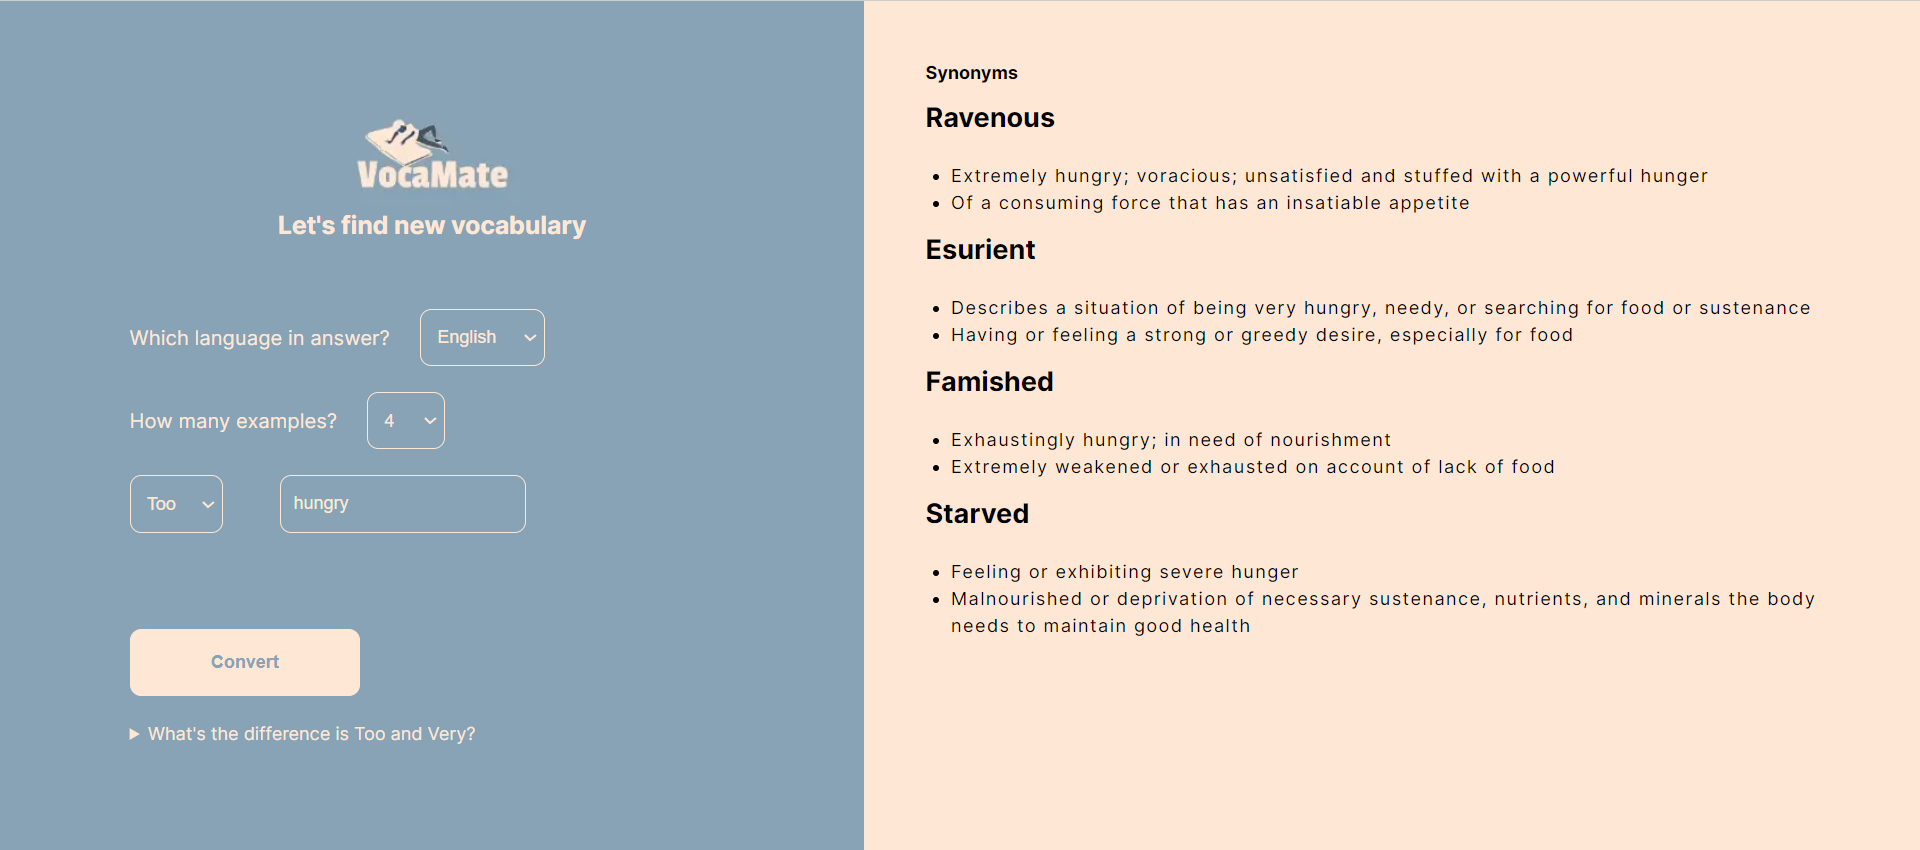 VocaMate
Let's find new vocabulary
Which language in answer?
English
How many examples?
4
Too
hungry
Convert
What's the difference is Too and Very?
Synonyms
Ravenous
Extremely hungry; voracious; unsatisfied and stuffed with a powerful hunger
Of a consuming force that has an insatiable appetite
Esurient
Describes a situation of being very hungry, needy, or searching for food or sustenance
Having or feeling a strong or greedy desire, especially for food
Famished
Exhaustingly hungry; in need of nourishment
Extremely weakened or exhausted on account of lack of food
Starved
Feeling or exhibiting severe hunger
Malnourished or deprivation of necessary sustenance, nutrients, and minerals the body
needs to maintain good health